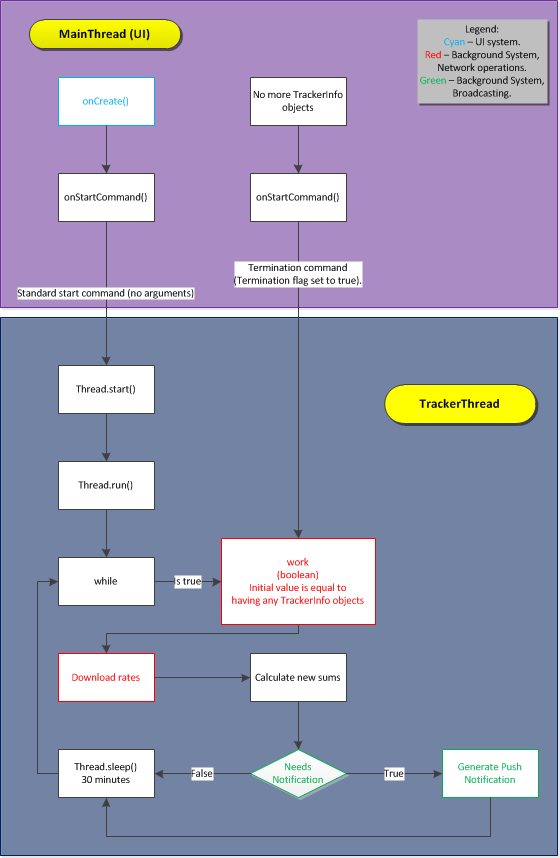 MainThread (UI)
Legend:
Cyan – UI system.
Red – Background System,
Network operations.
Green – Background System,
Broadcasting.
onCreate()
No more TrackerInfo
objects
onStartCommand()
onStartCommand()
Termination command
(Termination flag set to true).
Standard start command (no arguments)
Thread.start()
TrackerThread
Thread.run()
while
Is true
work
(boolean)
Initial value is equal to
having any TrackerInfo objects
Download rates
Calculate new sums
Thread.sleep()
30 minutes
False
Needs
Notification
True
Generate Push
Notification